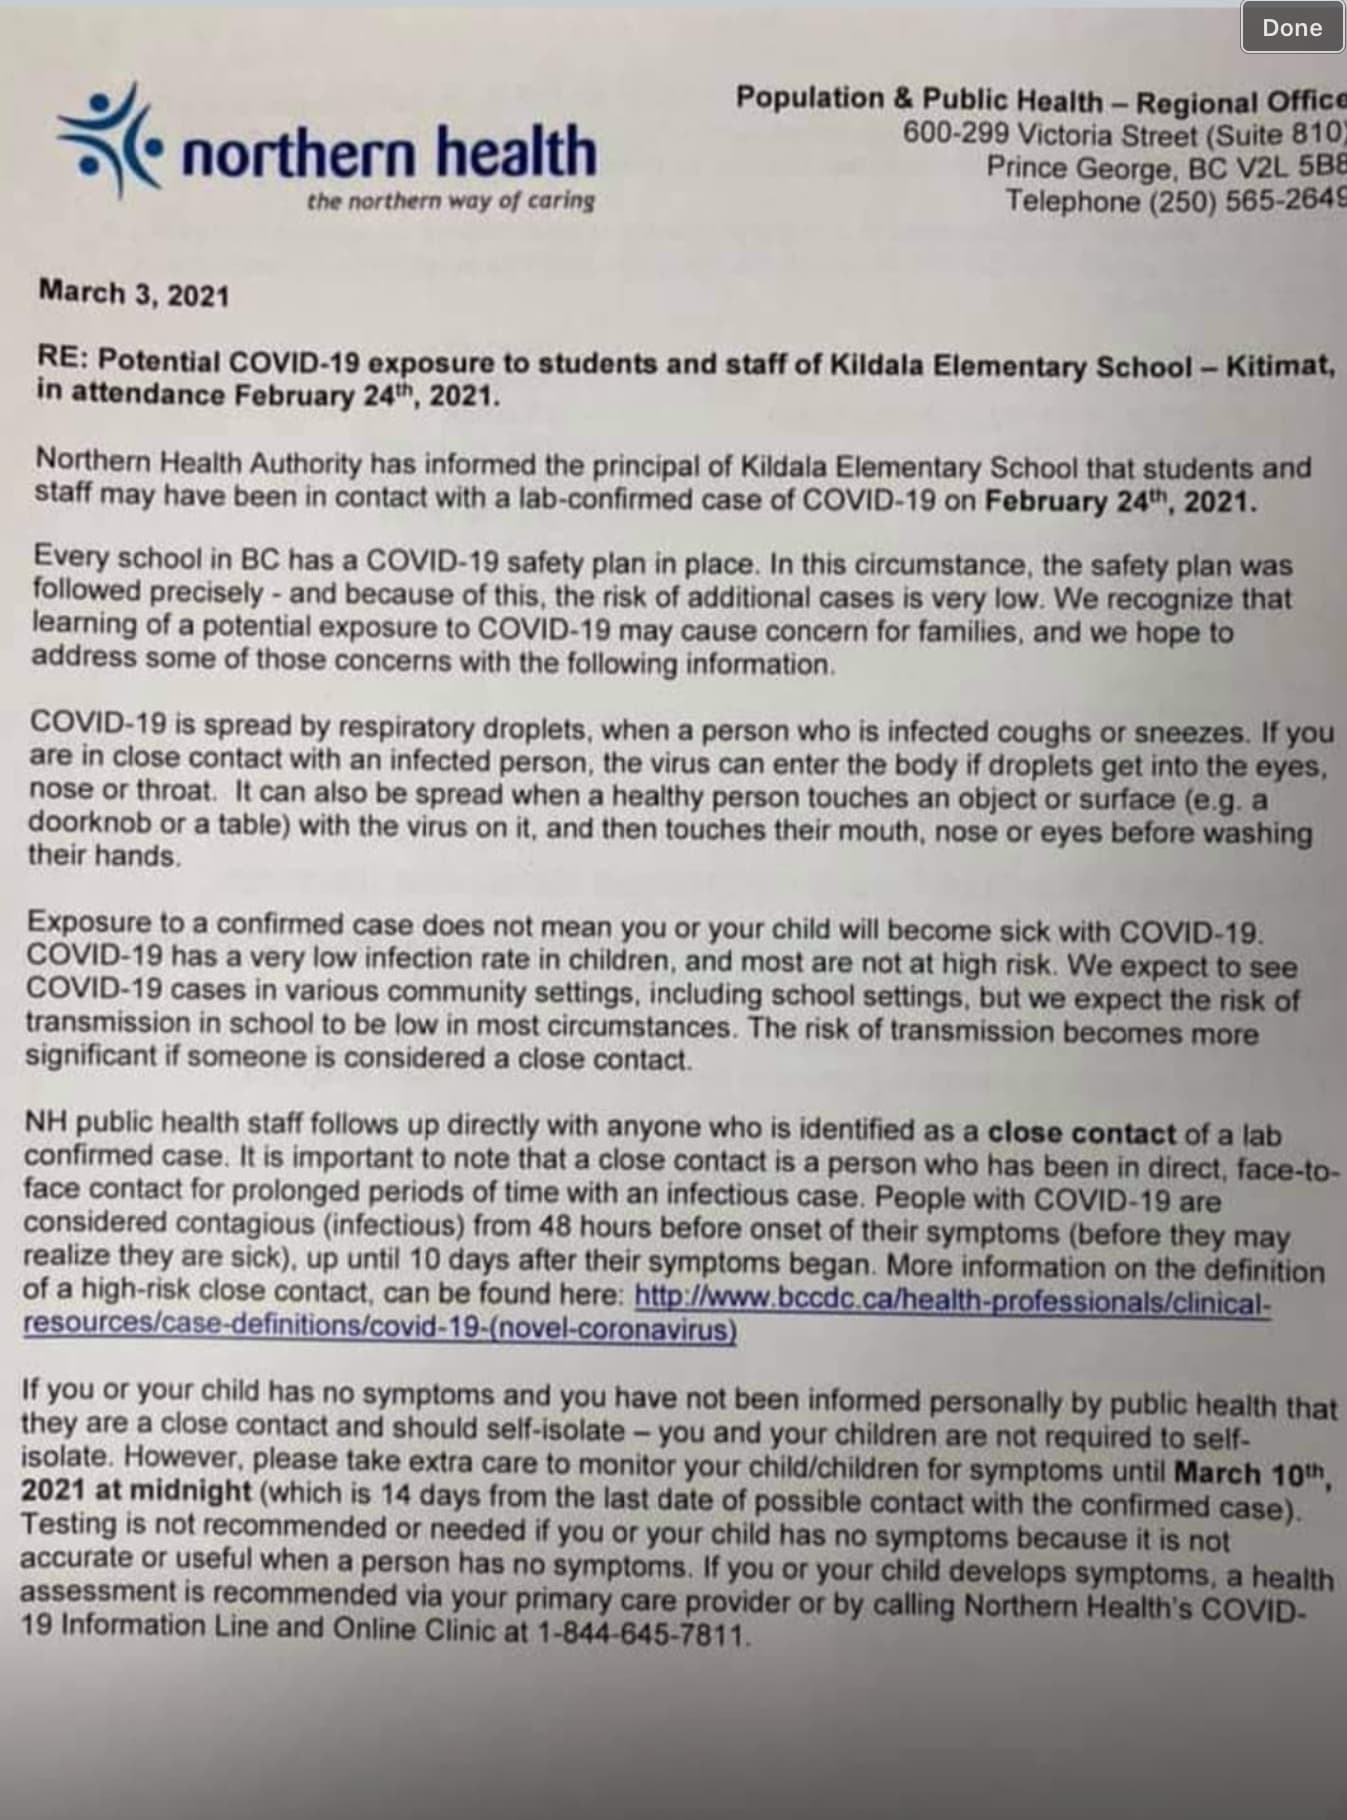 Done
northern health
the northern way of caring
Population & Public Health – Regional Office
600-299 Victoria Street (Suite 810)
Prince George, BC V2L 5B8
Telephone (250) 565-2649
March 3, 2021
RE: Potential COVID-19 exposure to students and staff of Kildala Elementary School – Kitimat,
in attendance February 24th, 2021.
Northern Health Authority has informed the principal of Kildala Elementary School that students and
staff may have been in contact with a lab-confirmed case of COVID-19 on February 24th, 2021.
Every school in BC has a COVID-19 safety plan in place. In this circumstance, the safety plan was
followed precisely - and because of this, the risk of additional cases is very low. We recognize that
learning of a potential exposure to COVID-19 may cause concern for families, and we hope to
address some of those concerns with the following information.
COVID-19 is spread by respiratory droplets, when a person who is infected coughs or sneezes. If you
are in close contact with an infected person, the virus can enter the body if droplets get into the eyes,
nose or throat. It can also be spread when a healthy person touches an object or surface (e.g. a
doorknob or a table) with the virus on it, and then touches their mouth, nose or eyes before washing
their hands.
Exposure to a confirmed case does not mean you or your child will become sick with COVID-19.
COVID-19 has a very low infection rate in children, and most are not at high risk. We expect to see
COVID-19 cases in various community settings, including school settings, but we expect the risk of
transmission in school to be low in most circumstances. The risk of transmission becomes more
significant if someone is considered a close contact.
NH public health staff follows up directly with anyone who is identified as a close contact of a lab
confirmed case. It is important to note that a close contact is a person who has been in direct, face-to-
face contact for prolonged periods of time with an infectious case. People with COVID-19 are
considered contagious (infectious) from 48 hours before onset of their symptoms (before they may
realize they are sick), up until 10 days after their symptoms began. More information on the definition
of a high-risk close contact, can be found here: http://www.bccdc.ca/health-professionals/clinical-
resources/case-definitions/covid-19-(novel-coronavirus)
If you or your child has no symptoms and you have not been informed personally by public health that
they are a close contact and should self-isolate – you and your children are not required to self-
isolate. However, please take extra care to monitor your child/children for symptoms until March 10th,
2021 at midnight (which is 14 days from the last date of possible contact with the confirmed case).
Testing is not recommended or needed if you or your child has no symptoms because it is not
accurate or useful when a person has no symptoms. If you or your child develops symptoms, a health
assessment is recommended via your primary care provider or by calling Northern Health's COVID-
19 Information Line and Online Clinic at 1-844-645-7811.